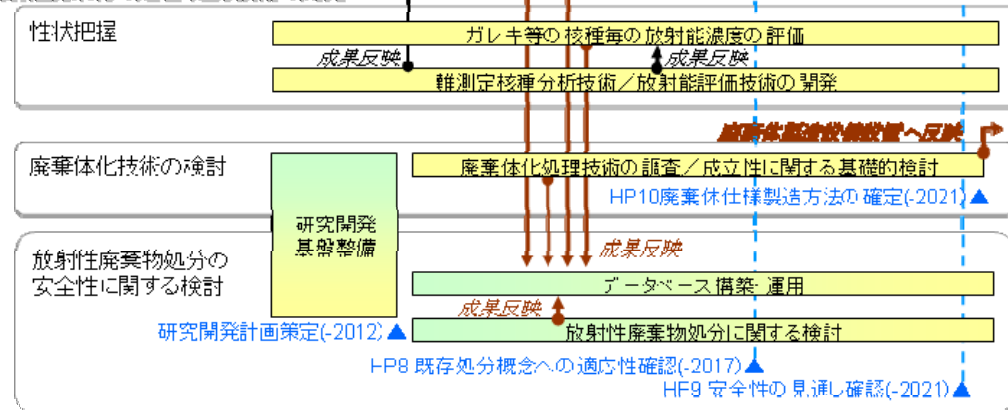 性状把握
ガレキ等の核種毎の放射能濃度の評価
成果反映
成果反映
難測定核種分析技術／放射能評価技術の開発
廃棄体化技術の検討
廃棄体化処理技術の調査／成立性に関する基礎的検討
HP10廃棄体仕様製造方法の確定(-2021)
研究開発
基盤整備
放射性廃棄物処分の
安全性に関する検討
成果反映
データベース構築・運用
成果反映
放射性廃棄物処分に関する検討
研究開発計画策定(-2012)
HP8 既存処分概念への適応性確認(-2017)
HP9 安全性の見通し確認(-2021)